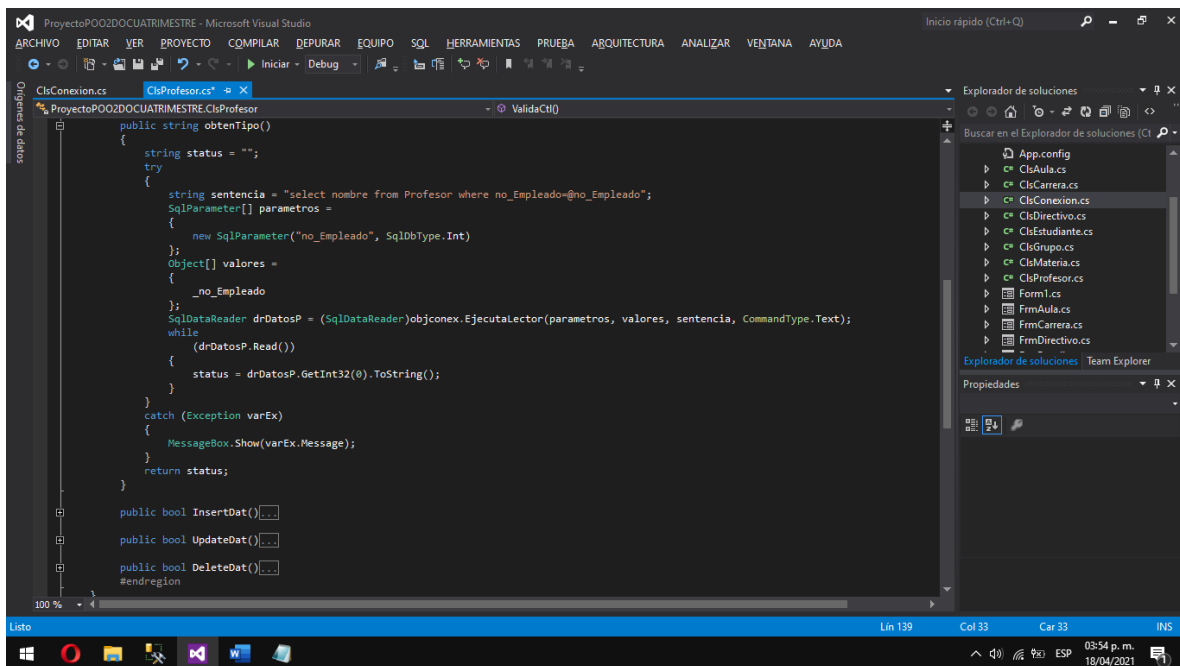 ProyectoPOO2DOCUATRIMESTRE - Microsoft Visual Studio
Inicio rápido (Ctrl+Q)
ARCHIVO EDITAR VER PROYECTO COMPILAR DEPURAR EQUIPO SQL HERRAMIENTAS PRUEBA ARQUITECTURA ANALIZAR VENTANA AYUDA
Iniciar Debug
Orígenes de datos
ClsConexion.cs ClsProfesor.cs*
ProyectoPOO2DOCUATRIMESTRE.ClsProfesor ValidaCtl()
public string obtenTipo()
{
string status = "";
try
{
string sentencia = "select nombre from Profesor where no_Empleado=@no_Empleado";
SqlParameter[] parametros =
{
new SqlParameter("no_Empleado", SqlDbType.Int)
};
Object[] valores =
{
_no_Empleado
};
SqlDataReader drDatosP = (SqlDataReader)objconex.EjecutaLector(parametros, valores, sentencia, CommandType.Text);
while
(drDatosP.Read())
{
status = drDatosP.GetInt32(0).ToString();
}
}
catch (Exception varEx)
{
MessageBox.Show(varEx.Message);
}
return status;
}
public bool InsertDat()...
public bool UpdateDat()...
public bool DeleteDat()...
#endregion
}
100 %
Explorador de soluciones
Buscar en el Explorador de soluciones (Ct
App.config
C# ClsAula.cs
C# ClsCarrera.cs
C# ClsConexion.cs
C# ClsDirectivo.cs
C# ClsEstudiante.cs
C# ClsGrupo.cs
C# ClsMateria.cs
C# ClsProfesor.cs
Form1.cs
FrmAula.cs
FrmCarrera.cs
FrmDirectivo.cs
Explorador de soluciones Team Explorer
Propiedades
Listo Lín 139 Col 33 Car 33 INS
ESP
03:54 p. m.
18/04/2021